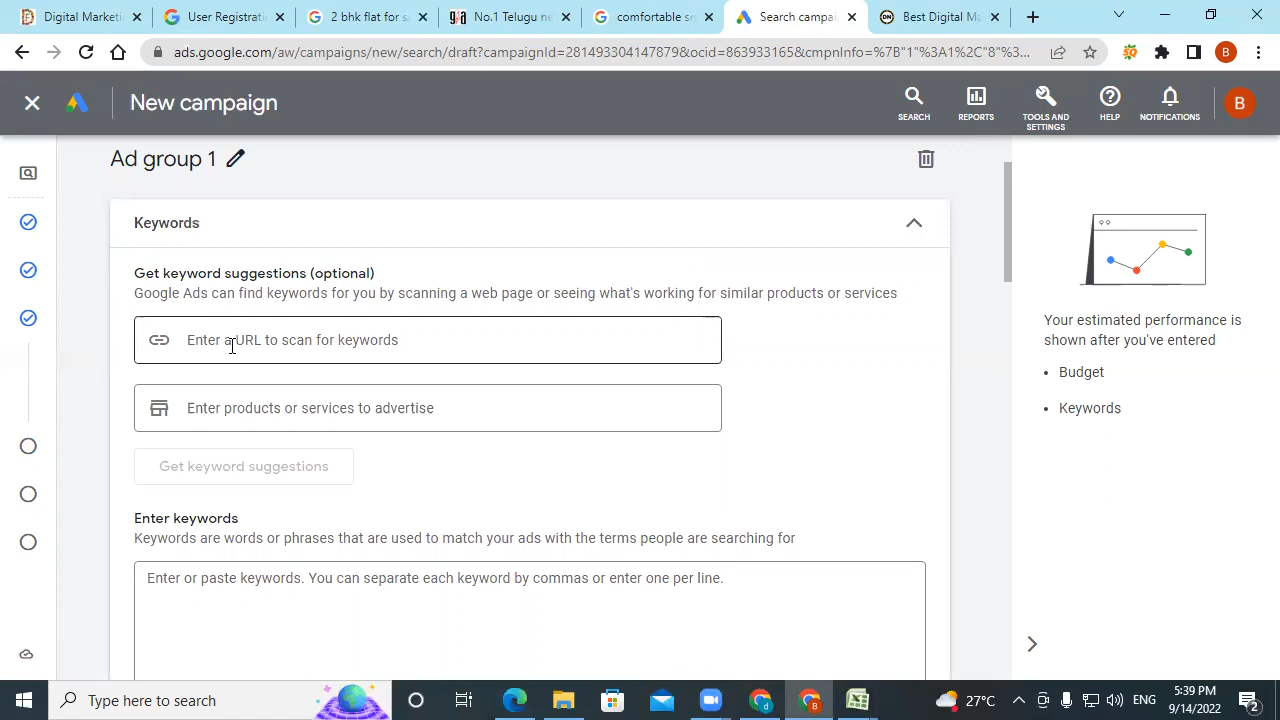 Digital Marketi
User Registrati
2 bhk flat for sa
No.1 Telugu ne
comfortable sn
Search campai
Best Digital Ma
ads.google.com/aw/campaigns/new/search/draft?campaignId=281493304147879&ocid=863933163&cmpnInfo=%7B"1"%3A1%2C"8"%3...
B
New campaign
SEARCH
REPORTS
TOOLS AND SETTINGS
HELP
NOTIFICATIONS
B
Ad group 1
Keywords
Get keyword suggestions (optional)
Google Ads can find keywords for you by scanning a web page or seeing what's working for similar products or services
Enter a URL to scan for keywords
Enter products or services to advertise
Get keyword suggestions
Enter keywords
Keywords are words or phrases that are used to match your ads with the terms people are searching for
Enter or paste keywords. You can separate each keyword by commas or enter one per line.
Your estimated performance is
shown after you've entered
• Budget
• Keywords
Type here to search
27°C
ENG
5:39 PM
9/14/2022
2